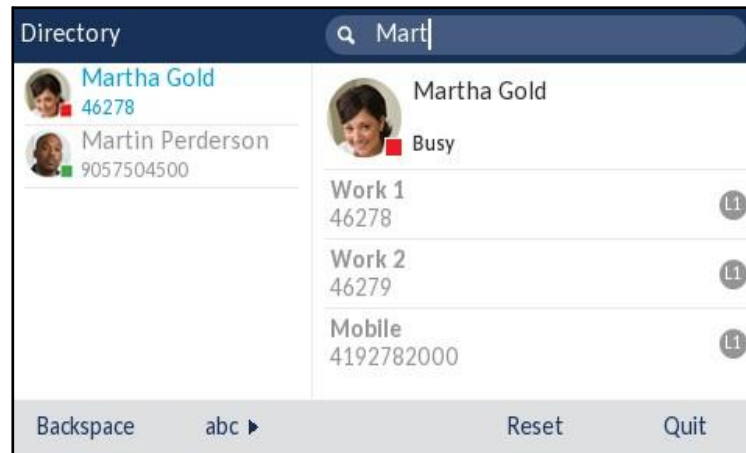 Directory
Mart
Martha Gold
46278
Martin Perderson
9057504500
Martha Gold
Busy
Work 1
46278
L1
Work 2
46279
L1
Mobile
4192782000
L1
Backspace
abc
Reset
Quit